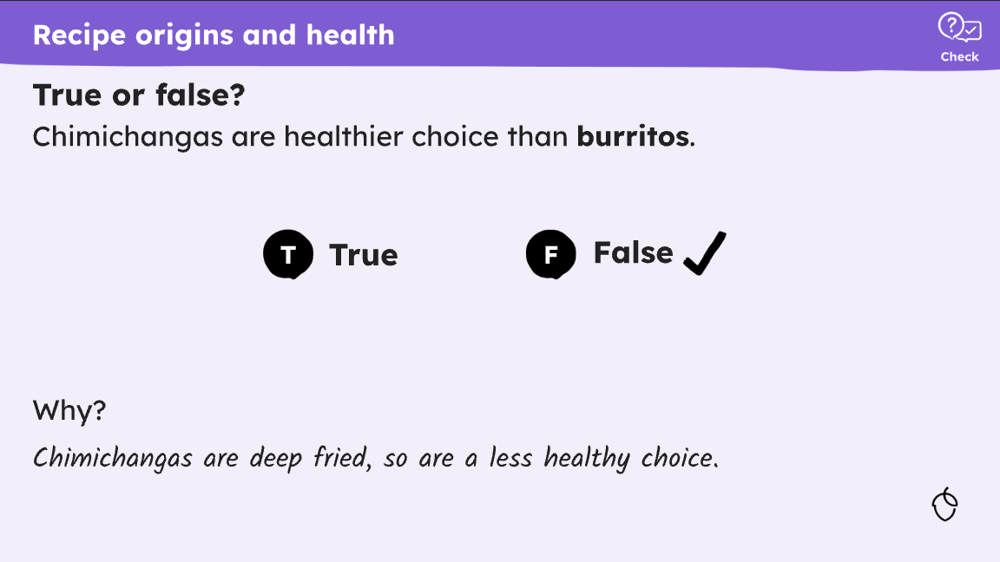 Recipe origins and health
Check
True or false?
Chimichangas are healthier choice than burritos.
T True
F False
Why?
Chimichangas are deep fried, so are a less healthy choice.